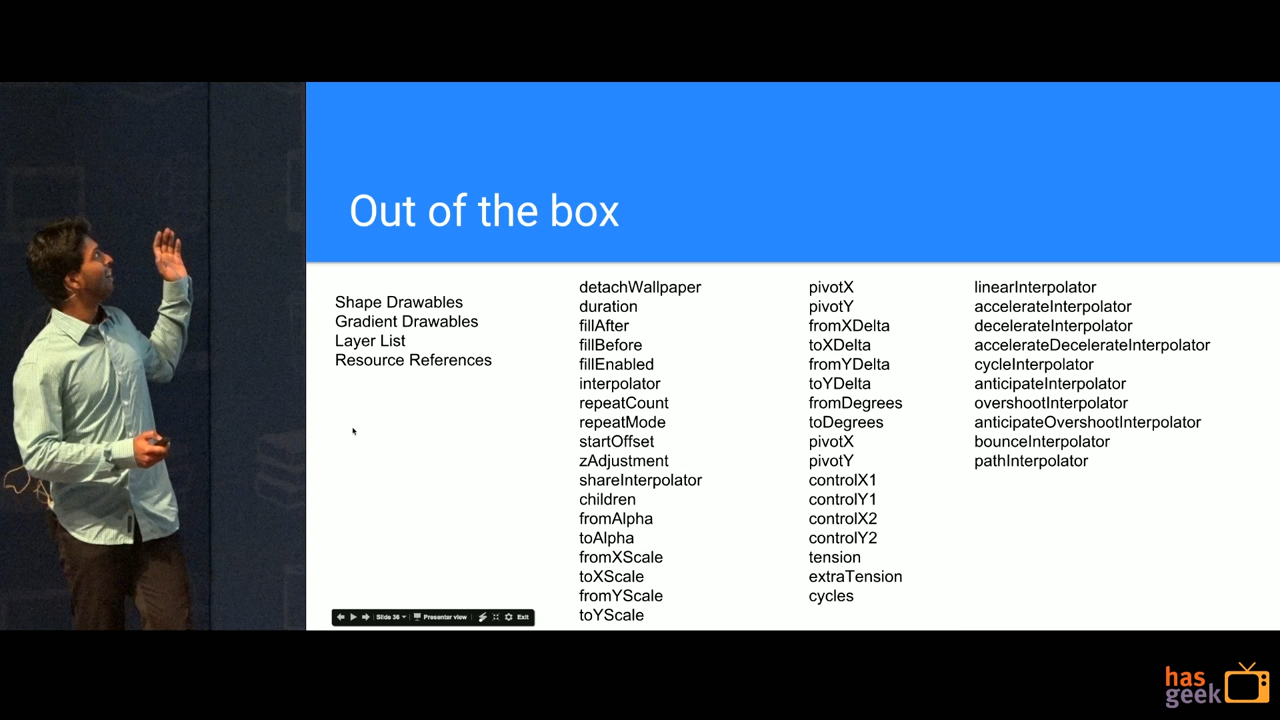 Out of the box
Shape Drawables
Gradient Drawables
Layer List
Resource References
detachWallpaper
duration
fillAfter
fillBefore
fillEnabled
interpolator
repeatCount
repeatMode
startOffset
zAdjustment
shareInterpolator
children
fromAlpha
toAlpha
fromXScale
toXScale
fromYScale
toYScale
pivotX
pivotY
fromXDelta
toXDelta
fromYDelta
toYDelta
fromDegrees
toDegrees
pivotX
pivotY
controlX1
controlY1
controlX2
controlY2
tension
extraTension
cycles
linearInterpolator
accelerateInterpolator
decelerateInterpolator
accelerateDecelerateInterpolator
cycleInterpolator
anticipateInterpolator
overshootInterpolator
anticipateOvershootInterpolator
bounceInterpolator
pathInterpolator
Slide 36 Presenter view Exit
has
geek